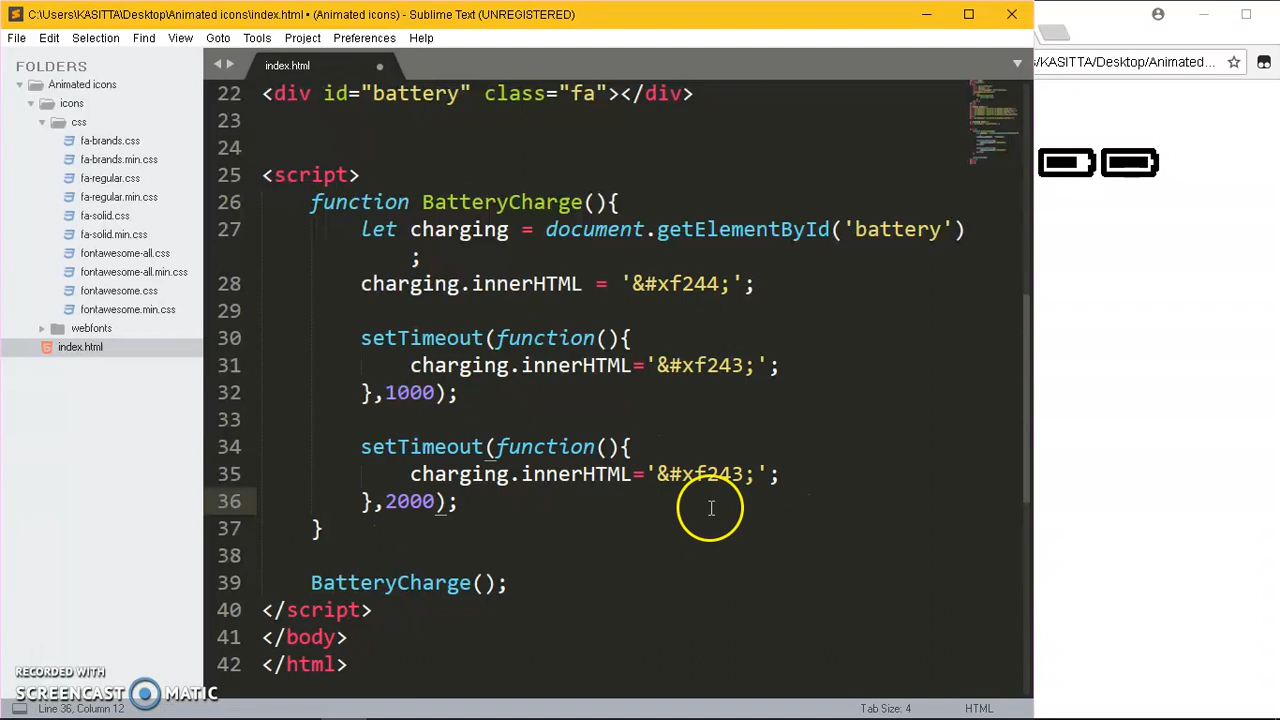 C:\Users\KASITTA\Desktop\Animated icons\index.html • (Animated icons) - Sublime Text (UNREGISTERED)
File Edit Selection Find View Goto Tools Project Preferences Help
FOLDERS
Animated icons
icons
css
fa-brands.css
fa-brands.min.css
fa-regular.css
fa-regular.min.css
fa-solid.css
fa-solid.min.css
fontawesome-all.css
fontawesome-all.min.css
fontawesome.css
fontawesome.min.css
webfonts
index.html
index.html
22 <div id="battery" class="fa"></div>
23
24
25 <script>
26 function BatteryCharge(){
27 let charging = document.getElementById('battery')
;
28 charging.innerHTML = '&#xf244;';
29
30 setTimeout(function(){
31 charging.innerHTML='&#xf243;';
32 },1000);
33
34 setTimeout(function(){
35 charging.innerHTML='&#xf243;';
36 },2000);
37 }
38
39 BatteryCharge();
40 </script>
41 </body>
42 </html>
s/KASITTA/Desktop/Animated...
RECORDED WITH
SCREENCAST MATIC
Line 36, Column 12
Tab Size: 4
HTML